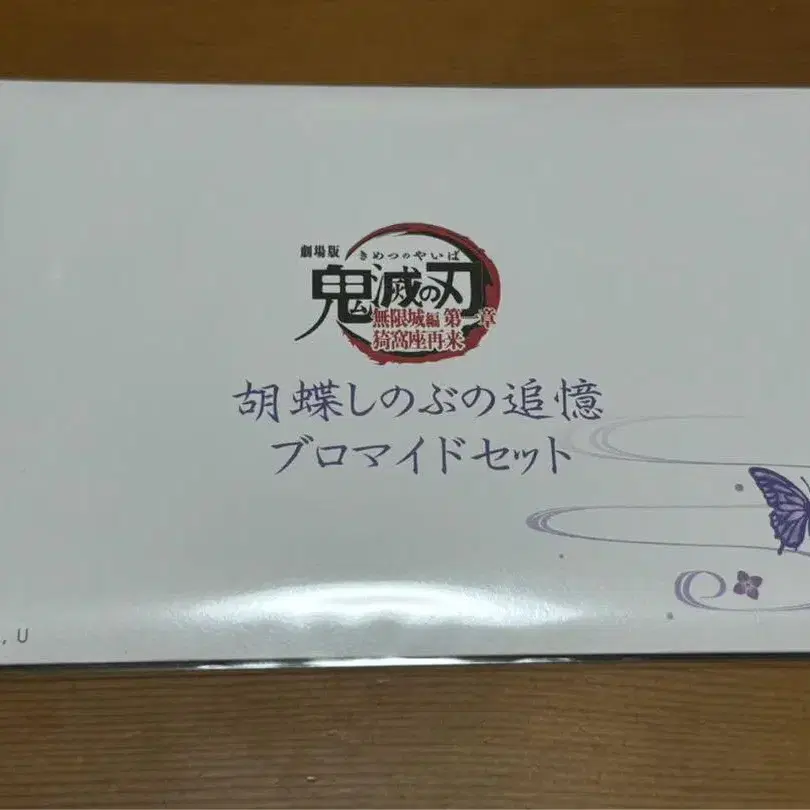 劇場版
きめつのやいば
鬼滅の刃
無限城編 第一章
猗窩座再来
胡蝶しのぶの追憶
ブロマイドセット
, U